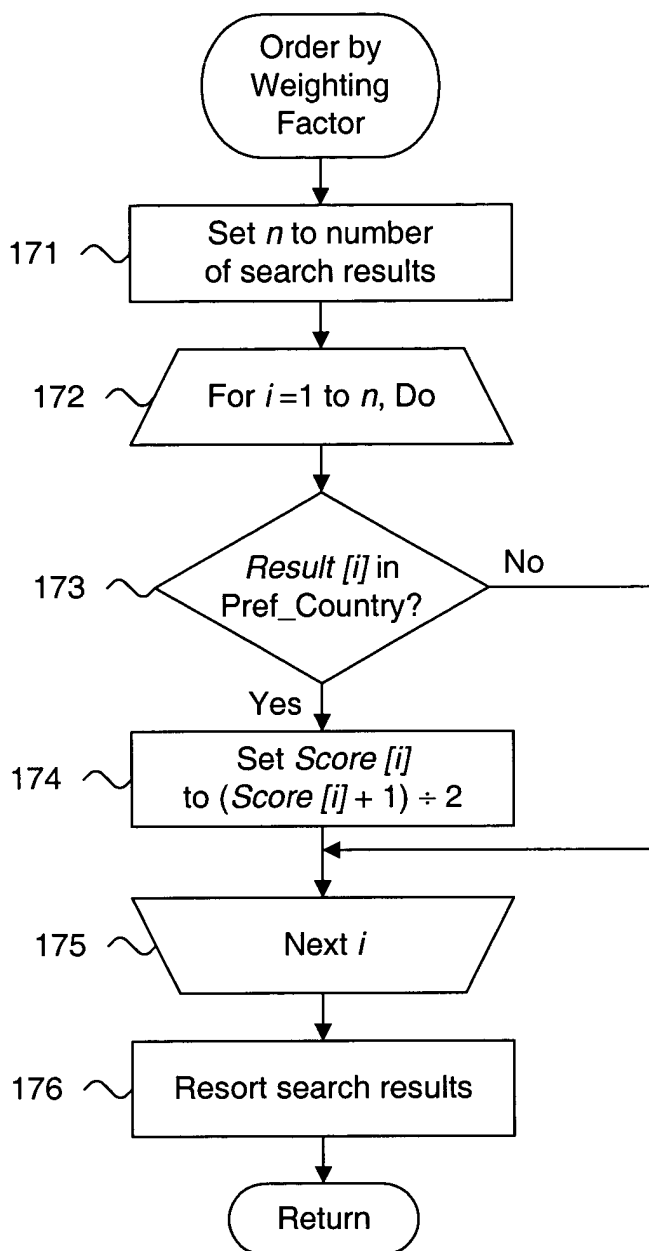 Order by
Weighting
Factor
171
Set n to number
of search results
172
For i =1 to n, Do
173
Result [i] in
Pref_Country?
No
Yes
174
Set Score [i]
to (Score [i] + 1) ÷ 2
175
Next i
176
Resort search results
Return